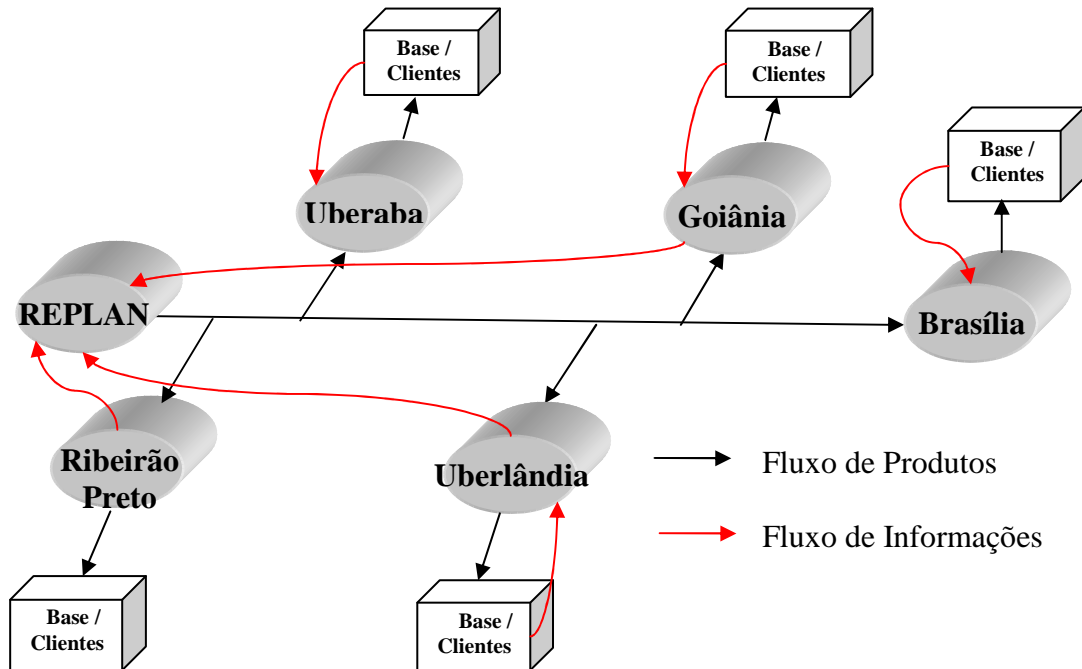 Base /
Clientes
Base /
Clientes
Base /
Clientes
Uberaba
Goiânia
REPLAN
Brasília
Ribeirão
Preto
Uberlândia
Fluxo de Produtos
Fluxo de Informações
Base /
Clientes
Base /
Clientes